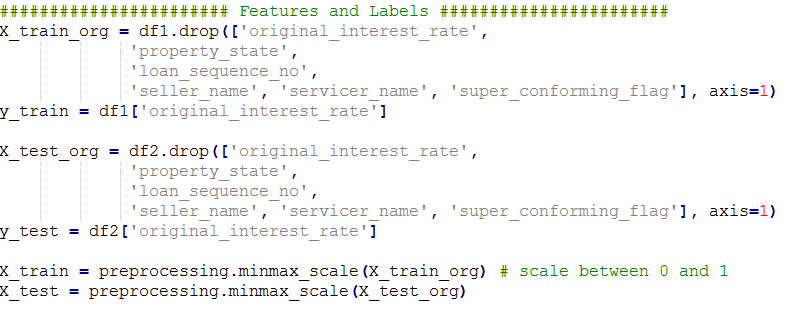 ####################### Features and Labels #######################
X_train_org = df1.drop(['original_interest_rate',
'property_state',
'loan_sequence_no',
'seller_name', 'servicer_name', 'super_conforming_flag'], axis=1)
y_train = df1['original_interest_rate']
X_test_org = df2.drop(['original_interest_rate',
'property_state',
'loan_sequence_no',
'seller_name', 'servicer_name', 'super_conforming_flag'], axis=1)
y_test = df2['original_interest_rate']
X_train = preprocessing.minmax_scale(X_train_org) # scale between 0 and 1
X_test = preprocessing.minmax_scale(X_test_org)